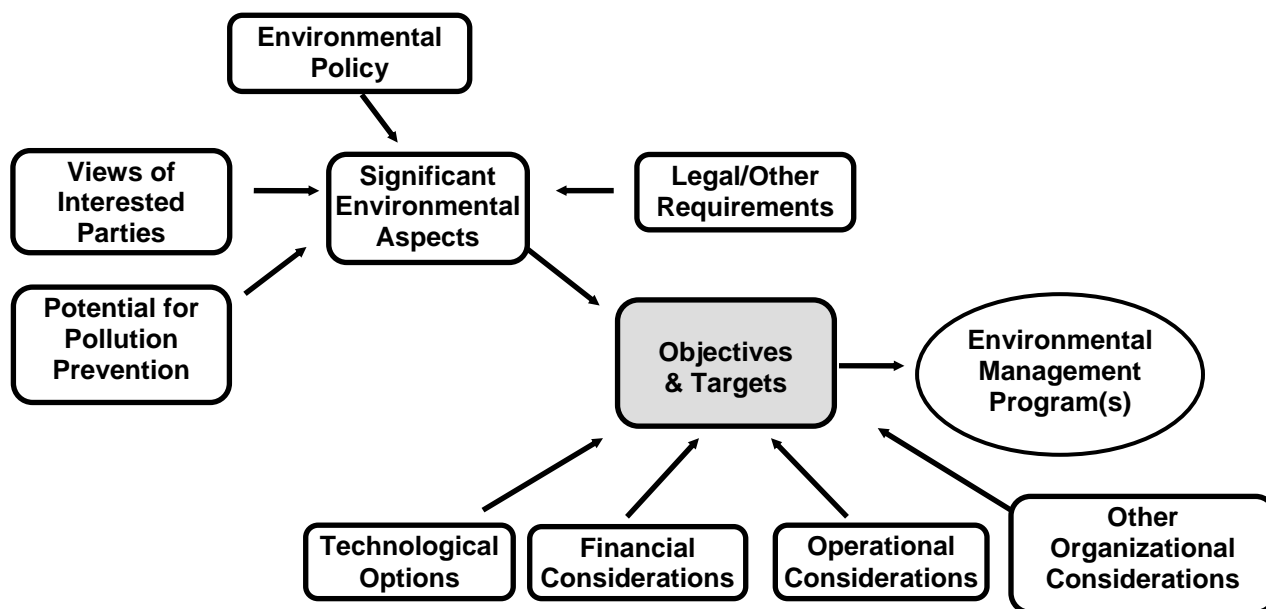 Environmental
Policy
Views of
Interested
Parties
Significant
Environmental
Aspects
Legal/Other
Requirements
Potential for
Pollution
Prevention
Objectives
& Targets
Environmental
Management
Program(s)
Technological
Options
Financial
Considerations
Operational
Considerations
Other
Organizational
Considerations